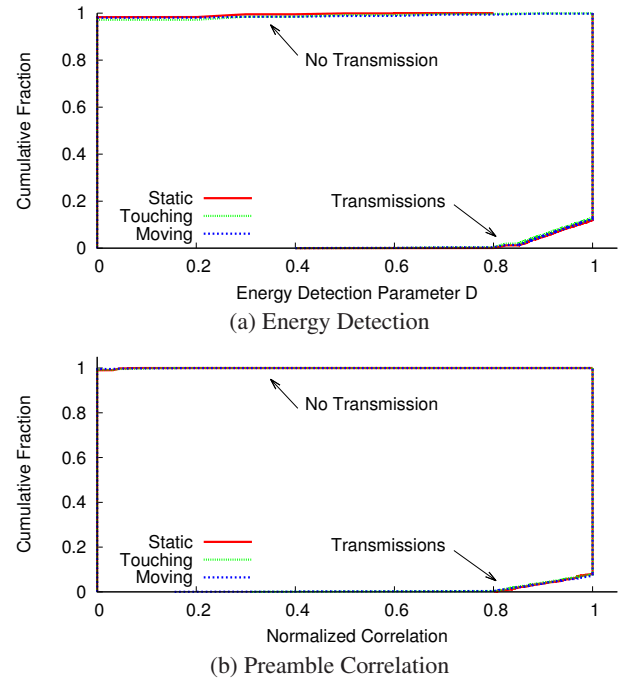 1
0.8
0.6
0.4
0.2
0
Cumulative Fraction
No Transmission
Transmissions
Static
Touching
Moving
0 0.2 0.4 0.6 0.8 1
Energy Detection Parameter D
(a) Energy Detection
1
0.8
0.6
0.4
0.2
0
Cumulative Fraction
No Transmission
Transmissions
Static
Touching
Moving
0 0.2 0.4 0.6 0.8 1
Normalized Correlation
(b) Preamble Correlation